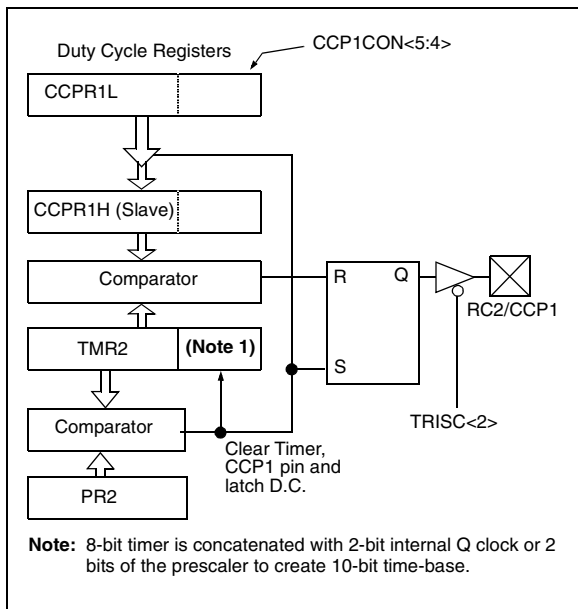 Duty Cycle Registers
CCP1CON<5:4>
CCPR1L
CCPR1H (Slave)
Comparator
R
Q
RC2/CCP1
TMR2
(Note 1)
S
TRISC<2>
Comparator
Clear Timer,
CCP1 pin and
latch D.C.
PR2
Note: 8-bit timer is concatenated with 2-bit internal Q clock or 2
bits of the prescaler to create 10-bit time-base.